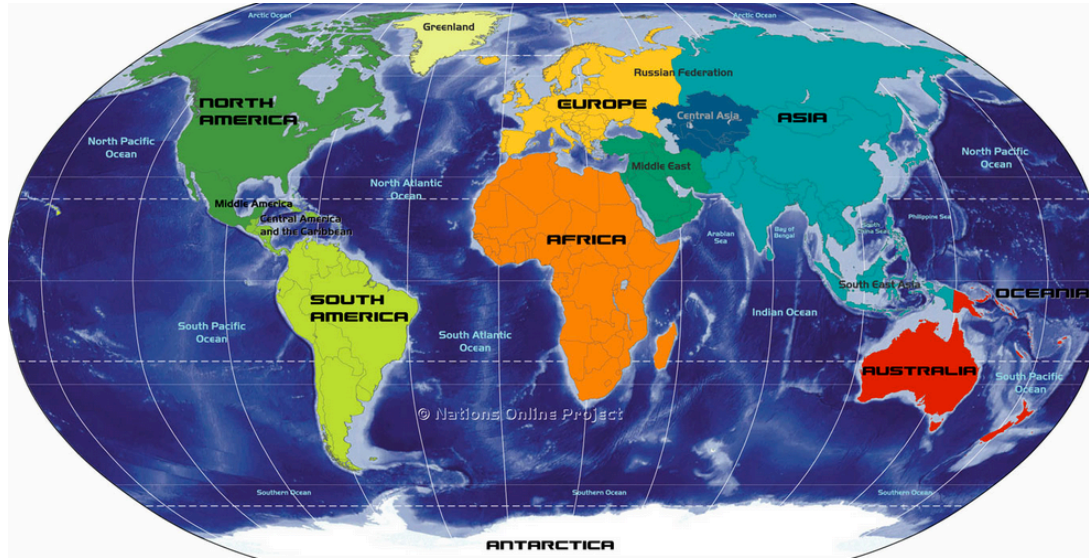 Arctic Ocean
Arctic Ocean
Greenland
Russian Federation
NORTH
AMERICA
EUROPE
Central Asia
ASIA
North Pacific
Ocean
North Pacific
Ocean
Middle East
North Atlantic
Ocean
Middle America
Central America
and the Caribbean
Philippine Sea
South
China Sea
Arabian
Sea
Bay of
Bengal
AFRICA
South East Asia
OCEANIA
SOUTH
AMERICA
Indian Ocean
South Pacific
Ocean
South Atlantic
Ocean
AUSTRALIA
South Pacific
Ocean
© Nations Online Project
Southern Ocean
Southern Ocean
Southern Ocean
ANTARCTICA